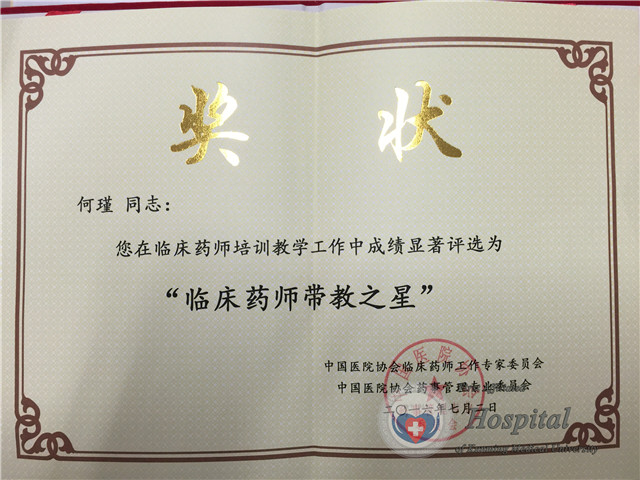 奖状
何瑾 同志：
您在临床药师培训教学工作中成绩显著评选为
“临床药师带教之星”
中国医院协会临床药师工作专家委员会
中国医院协会药事管理专业委员会
二〇一六年七月二日
Hospital
of Kunming Medical University